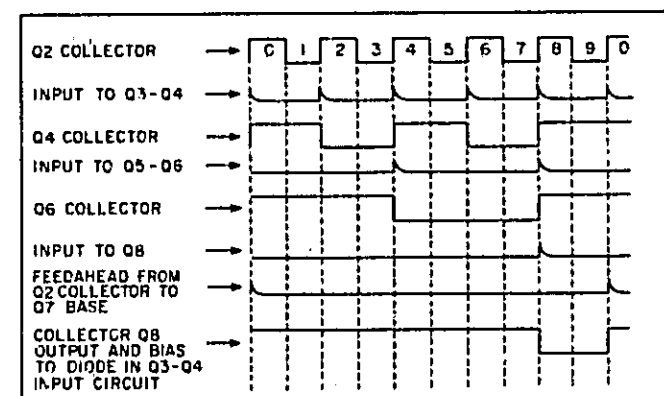 Q2 COLLECTOR 0 1 2 3 4 5 6 7 8 9 0
INPUT TO Q3-Q4
Q4 COLLECTOR
INPUT TO Q5-Q6
Q6 COLLECTOR
INPUT TO Q8
FEEDAHEAD FROM
Q2 COLLECTOR TO
Q7 BASE
COLLECTOR Q8
OUTPUT AND BIAS
TO DIODE IN Q3-Q4
INPUT CIRCUIT